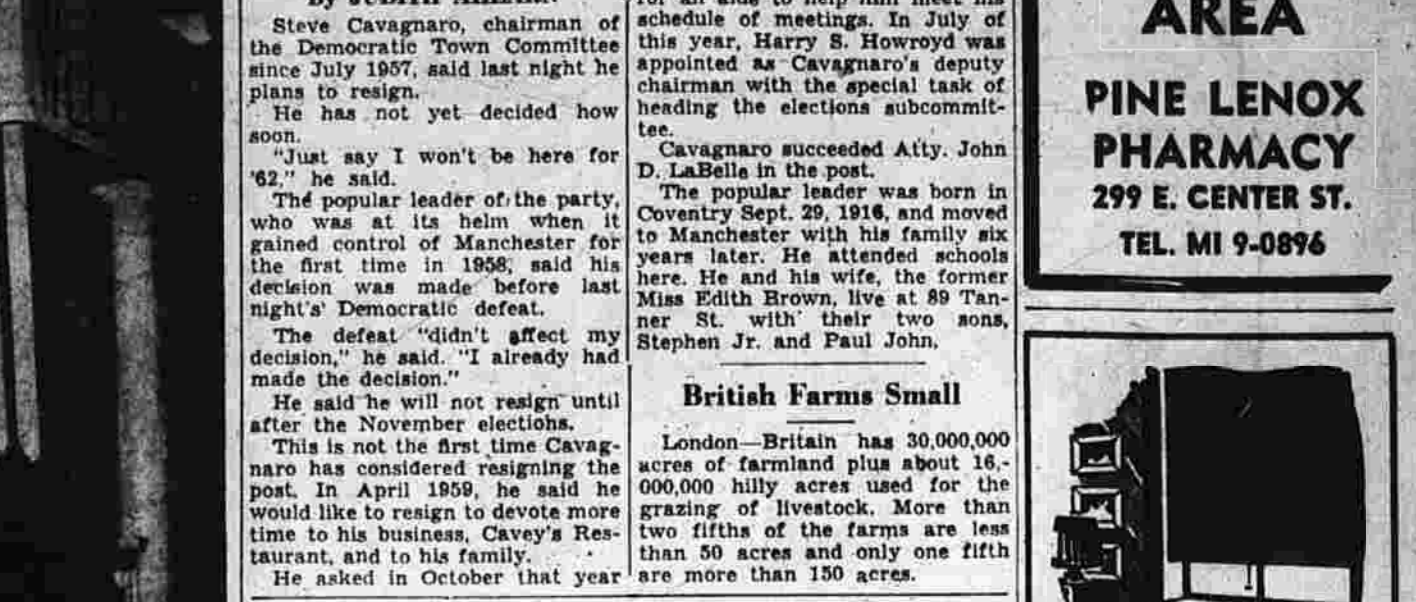 Steve Cavagnaro, chairman of
the Democratic Town Committee
since July 1957, said last night he
plans to resign.
He has not yet decided how
soon.
"Just say I won't be here for
'62," he said.
The popular leader of the party,
who was at its helm when it
gained control of Manchester for
the first time in 1958, said his
decision was made before last
night's' Democratic defeat.
The defeat "didn't affect my
decision," he said. "I already had
made the decision."
He said he will not resign until
after the November elections.
This is not the first time Cavag-
naro has considered resigning the
post. In April 1959, he said he
would like to resign to devote more
time to his business, Cavey's Res-
taurant, and to his family.
He asked in October that year
schedule of meetings. In July of
this year, Harry S. Howroyd was
appointed as Cavagnaro's deputy
chairman with the special task of
heading the elections subcommit-
tee.
Cavagnaro succeeded Atty. John
D. LaBelle in the post.
The popular leader was born in
Coventry Sept. 29, 1916, and moved
to Manchester with his family six
years later. He attended schools
here. He and his wife, the former
Miss Edith Brown, live at 89 Tan-
ner St. with their two sons,
Stephen Jr. and Paul John.
British Farms Small
London—Britain has 30,000,000
acres of farmland plus about 16,-
000,000 hilly acres used for the
grazing of livestock. More than
two fifths of the farms are less
than 50 acres and only one fifth
are more than 150 acres.
AREA
PINE LENOX
PHARMACY
299 E. CENTER ST.
TEL. MI 9-0896